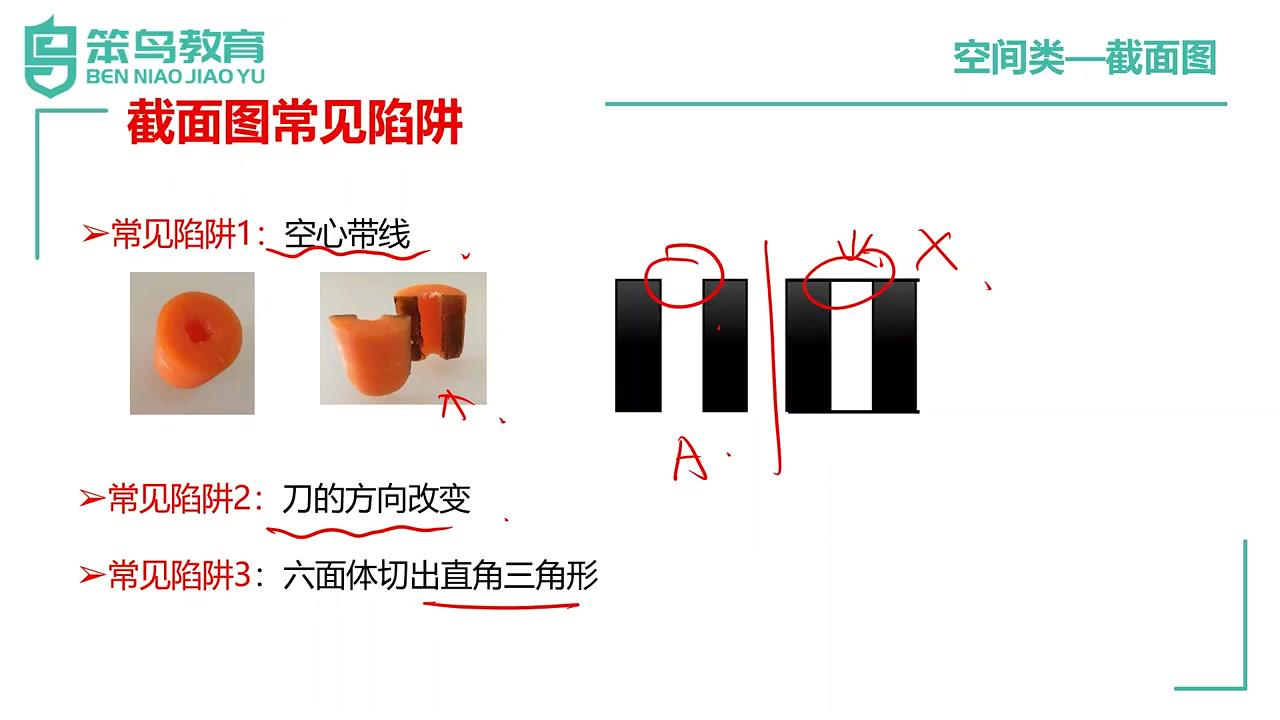 笨鸟教育
BEN NIAO JIAO YU
空间类—截面图
截面图常见陷阱
➢常见陷阱1：空心带线
X
A
➢常见陷阱2：刀的方向改变
➢常见陷阱3：六面体切出直角三角形